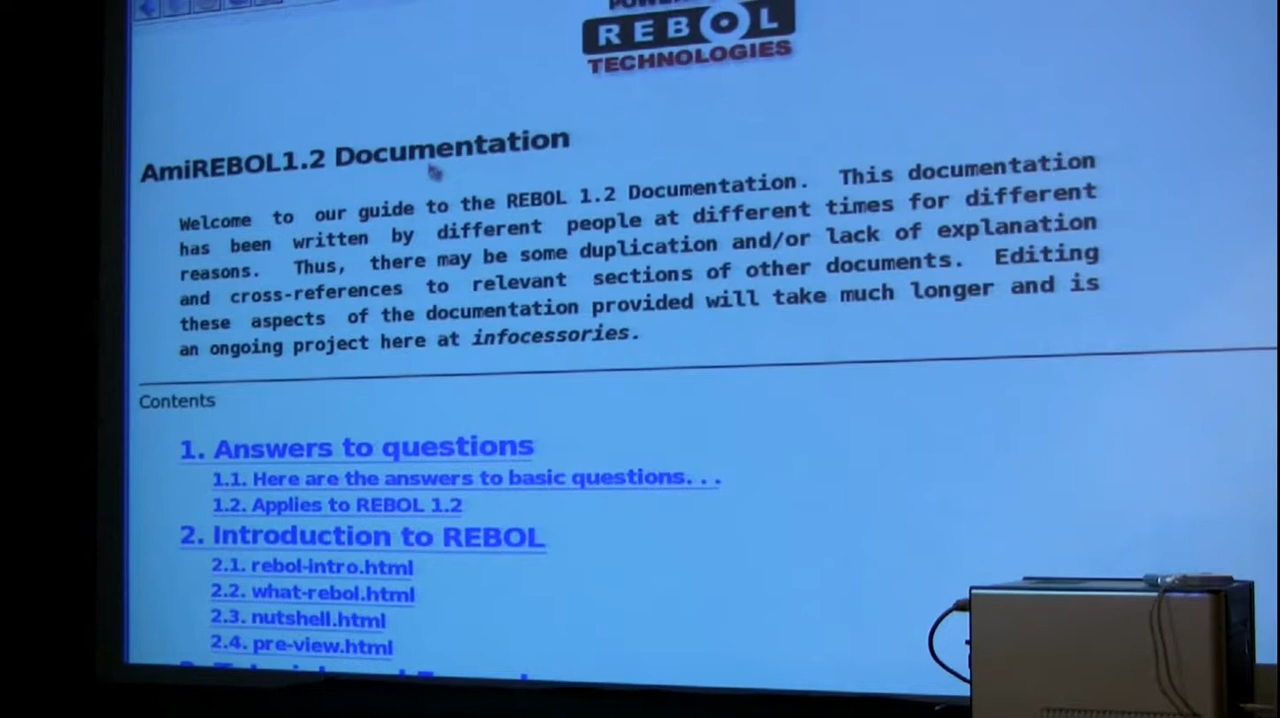 REBOL
TECHNOLOGIES
AmiREBOL1.2 Documentation
Welcome to our guide to the REBOL 1.2 Documentation. This documentation
has been written by different people at different times for different
reasons. Thus, there may be some duplication and/or lack of explanation
and cross-references to relevant sections of other documents. Editing
these aspects of the documentation provided will take much longer and is
an ongoing project here at infocessories.
Contents
1. Answers to questions
1.1. Here are the answers to basic questions. . .
1.2. Applies to REBOL 1.2
2. Introduction to REBOL
2.1. rebol-intro.html
2.2. what-rebol.html
2.3. nutshell.html
2.4. pre-view.html